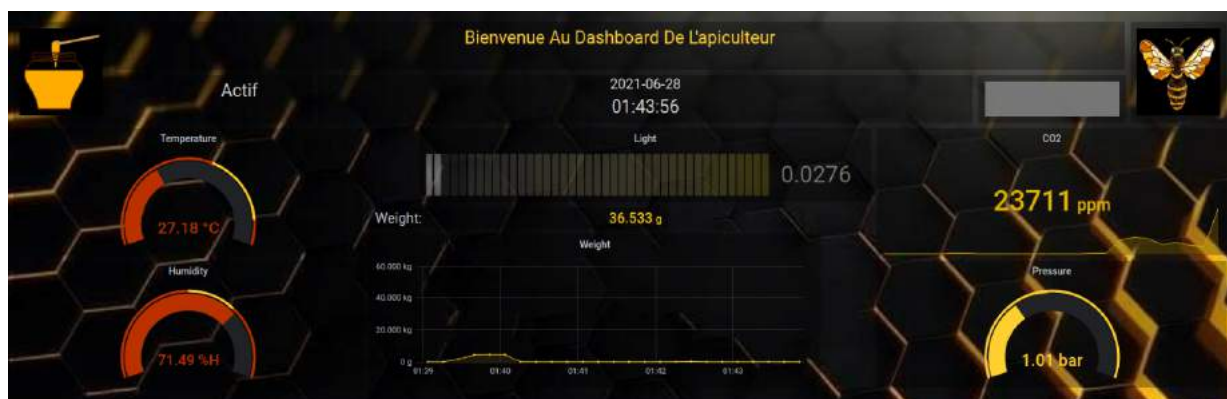 Bienvenue Au Dashboard De L'apiculteur
Actif
2021-06-28
01:43:56
Temperature
27.18 °C
Light
0.0276
CO2
23711 ppm
Weight:
36.533 g
Humidity
71.49 %H
Weight
60.000 kg
40.000 kg
20.000 kg
0 g
01:39
01:40
01:41
01:42
01:43
Pressure
1.01 bar